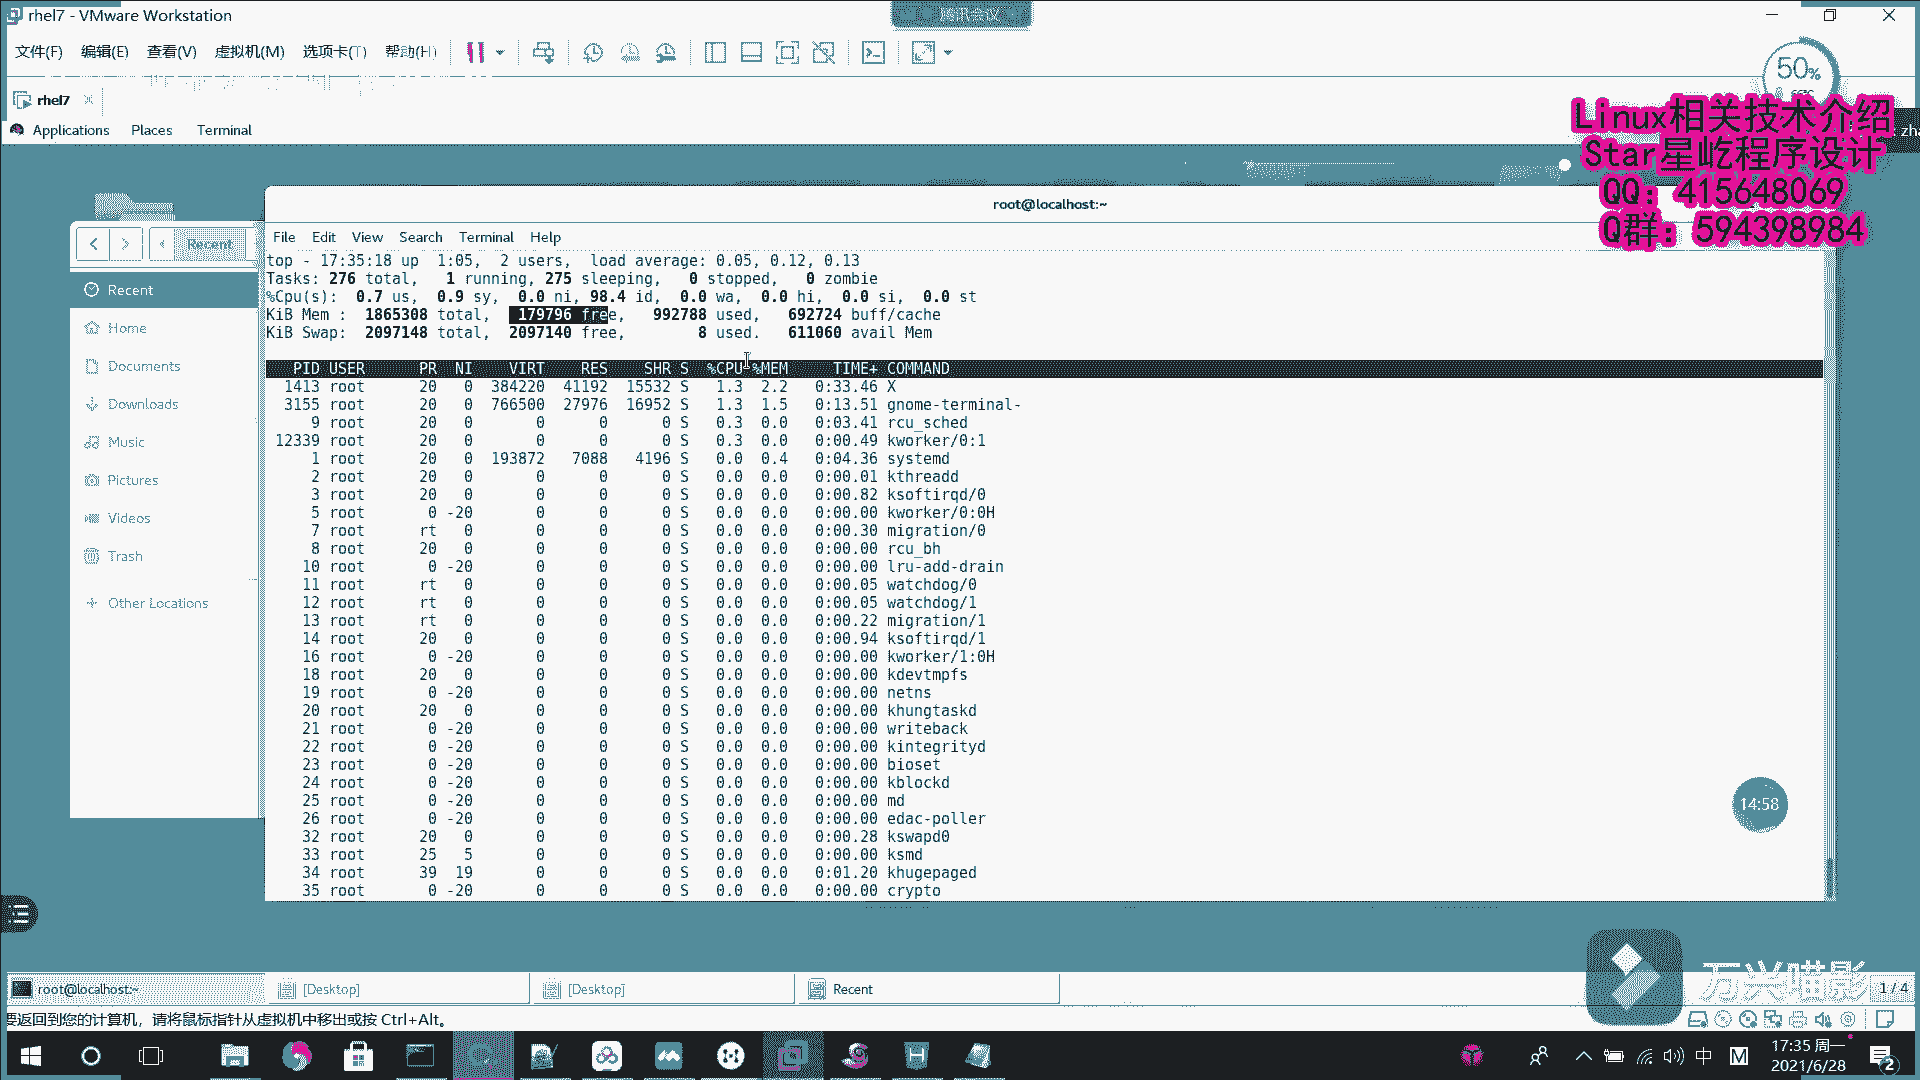 rhel7 - VMware Workstation
腾讯会议
文件(F) 编辑(E) 查看(V) 虚拟机(M) 选项卡(T) 帮助(H)
50%
rhel7
Linux相关技术介绍
Applications Places Terminal
zha
Star星屹程序设计
QQ：415648069
Q群：594398984
root@localhost:~
File Edit View Search Terminal Help
Recent
Recent
Home
Documents
Downloads
Music
Pictures
Videos
Trash
Other Locations
top - 17:35:18 up  1:05,  2 users,  load average: 0.05, 0.12, 0.13
Tasks: 276 total,   1 running, 275 sleeping,   0 stopped,   0 zombie
%Cpu(s):  0.7 us,  0.9 sy,  0.0 ni, 98.4 id,  0.0 wa,  0.0 hi,  0.0 si,  0.0 st
KiB Mem :  1865308 total,   179796 free,   992788 used,   692724 buff/cache
KiB Swap:  2097148 total,  2097140 free,        8 used.   611060 avail Mem
PID USER PR NI VIRT RES SHR S %CPU %MEM TIME+ COMMAND
1413 root 20 0 384220 41192 15532 S 1.3 2.2 0:33.46 X
3155 root 20 0 766500 27976 16952 S 1.3 1.5 0:13.51 gnome-terminal-
9 root 20 0 0 0 0 S 0.3 0.0 0:03.41 rcu_sched
12339 root 20 0 0 0 0 S 0.3 0.0 0:00.49 kworker/0:1
1 root 20 0 193872 7088 4196 S 0.0 0.4 0:04.36 systemd
2 root 20 0 0 0 0 S 0.0 0.0 0:00.01 kthreadd
3 root 20 0 0 0 0 S 0.0 0.0 0:00.82 ksoftirqd/0
5 root 0 -20 0 0 0 S 0.0 0.0 0:00.00 kworker/0:0H
7 root rt 0 0 0 0 S 0.0 0.0 0:00.30 migration/0
8 root 20 0 0 0 0 S 0.0 0.0 0:00.00 rcu_bh
10 root 0 -20 0 0 0 S 0.0 0.0 0:00.00 lru-add-drain
11 root rt 0 0 0 0 S 0.0 0.0 0:00.05 watchdog/0
12 root rt 0 0 0 0 S 0.0 0.0 0:00.05 watchdog/1
13 root rt 0 0 0 0 S 0.0 0.0 0:00.22 migration/1
14 root 20 0 0 0 0 S 0.0 0.0 0:00.94 ksoftirqd/1
16 root 0 -20 0 0 0 S 0.0 0.0 0:00.00 kworker/1:0H
18 root 20 0 0 0 0 S 0.0 0.0 0:00.00 kdevtmpfs
19 root 0 -20 0 0 0 S 0.0 0.0 0:00.00 netns
20 root 20 0 0 0 0 S 0.0 0.0 0:00.00 khungtaskd
21 root 0 -20 0 0 0 S 0.0 0.0 0:00.00 writeback
22 root 0 -20 0 0 0 S 0.0 0.0 0:00.00 kintegrityd
23 root 0 -20 0 0 0 S 0.0 0.0 0:00.00 bioset
24 root 0 -20 0 0 0 S 0.0 0.0 0:00.00 kblockd
25 root 0 -20 0 0 0 S 0.0 0.0 0:00.00 md
26 root 0 -20 0 0 0 S 0.0 0.0 0:00.00 edac-poller
32 root 20 0 0 0 0 S 0.0 0.0 0:00.28 kswapd0
33 root 25 5 0 0 0 S 0.0 0.0 0:00.00 ksmd
34 root 39 19 0 0 0 S 0.0 0.0 0:01.20 khugepaged
35 root 0 -20 0 0 0 S 0.0 0.0 0:00.00 crypto
14:58
万兴喵影
root@localhost:~ [Desktop] [Desktop] Recent 1 / 4
要返回到您的计算机，请将鼠标指针从虚拟机中移出或按 Ctrl+Alt。
中 M 17:35 周一
2021/6/28
2